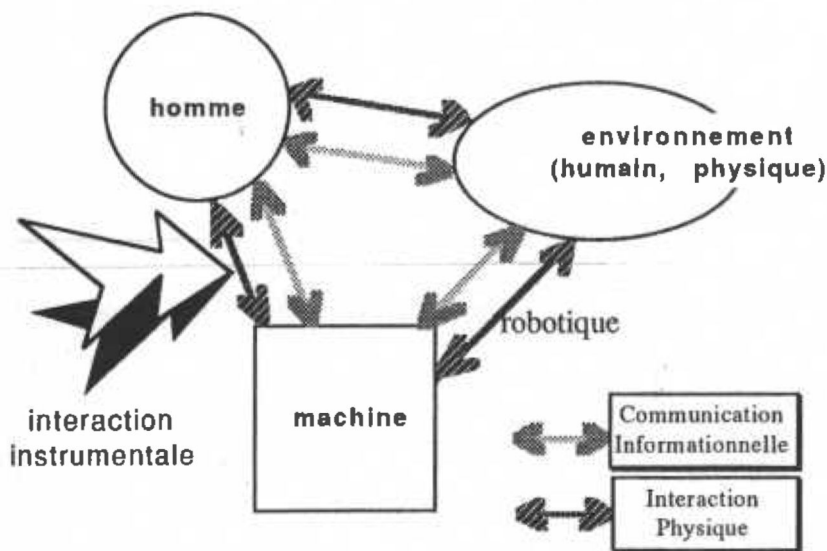 homme
environnement
(humain, physique)
robotique
machine
interaction
instrumentale
Communication
Informationnelle
Interaction
Physique